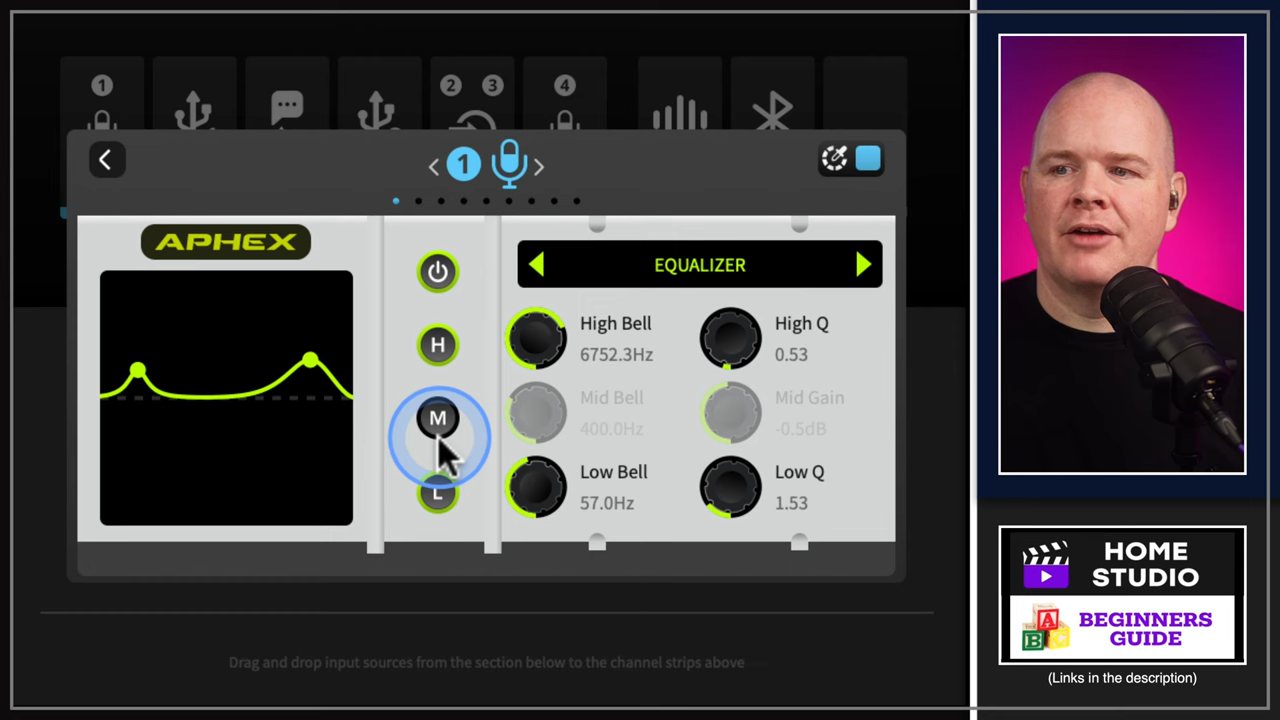 1
2
3
4
< 1 >
APHEX
EQUALIZER
H
M
L
High Bell
6752.3Hz
High Q
0.53
Mid Bell
400.0Hz
Mid Gain
-0.5dB
Low Bell
57.0Hz
Low Q
1.53
Drag and drop input sources from the section below to the channel strips above
HOME
STUDIO
A
B C
BEGINNERS
GUIDE
(Links in the description)